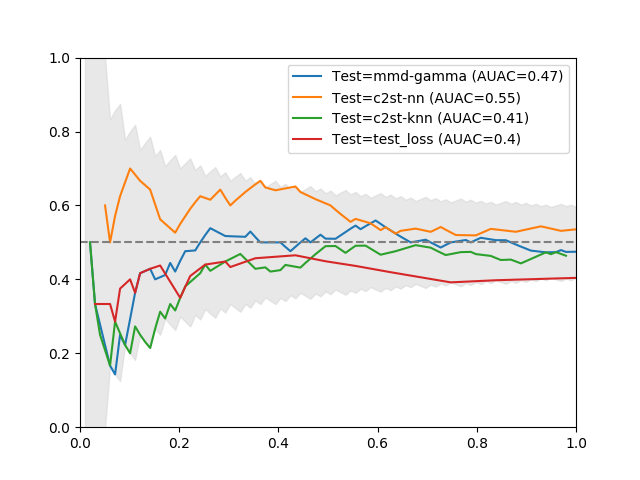 1.0
0.8
0.6
0.4
0.2
0.0
Test=mmd-gamma (AUAC=0.47)
Test=c2st-nn (AUAC=0.55)
Test=c2st-knn (AUAC=0.41)
Test=test_loss (AUAC=0.4)
0.0 0.2 0.4 0.6 0.8 1.0